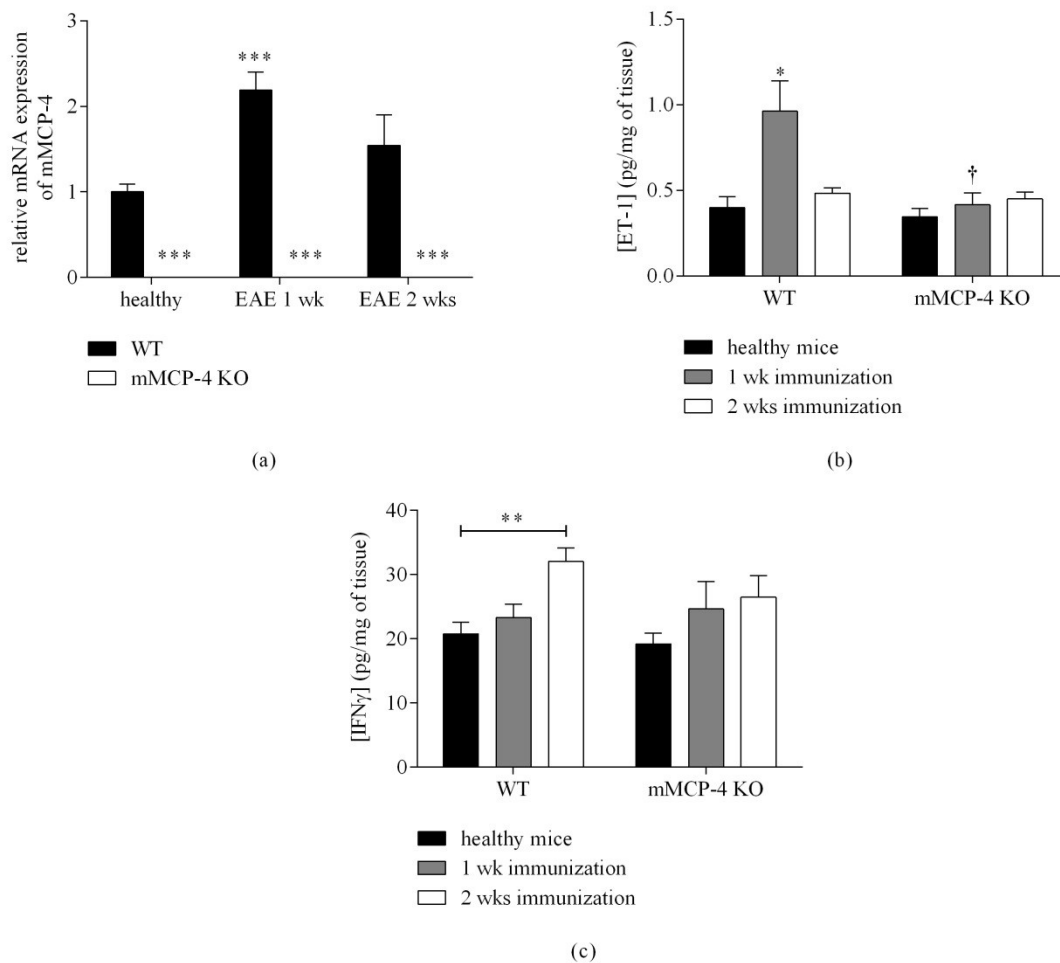 relative mRNA expression
of mMCP-4
3
2
1
0
***
***
***
***
healthy
EAE 1 wk
EAE 2 wks
WT
mMCP-4 KO
(a)
[ET-1] (pg/mg of tissue)
1.5
1.0
0.5
0.0
*
†
WT
mMCP-4 KO
healthy mice
1 wk immunization
2 wks immunization
(b)
[IFNγ] (pg/mg of tissue)
40
30
20
10
0
**
WT
mMCP-4 KO
healthy mice
1 wk immunization
2 wks immunization
(c)